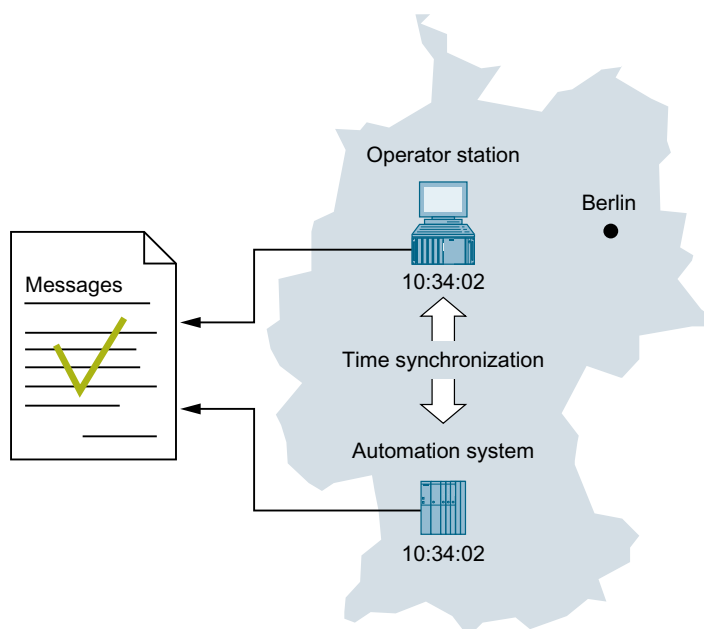 Operator station
Berlin
Messages
10:34:02
Time synchronization
Automation system
10:34:02